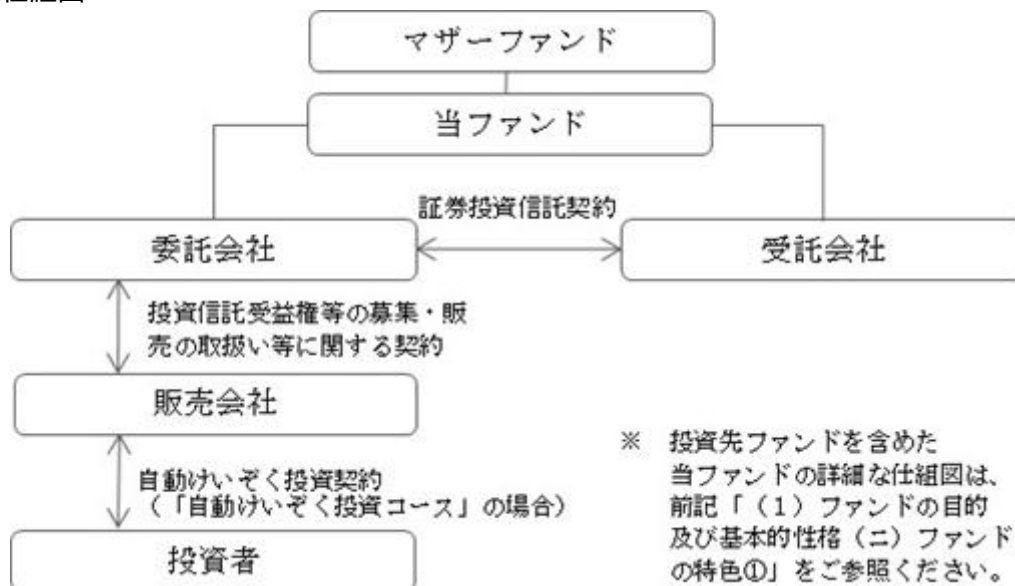 マザーファンド
当ファンド
証券投資信託契約
委託会社
受託会社
投資信託受益権等の募集・販
売の取扱い等に関する契約
販売会社
自動けいぞく投資契約
（「自動けいぞく投資コース」の場合）
投資者
※ 投資先ファンドを含めた
当ファンドの詳細な仕組図は、
前記「（１）ファンドの目的
及び基本的性格（ニ）ファンド
の特色①」をご参照ください。